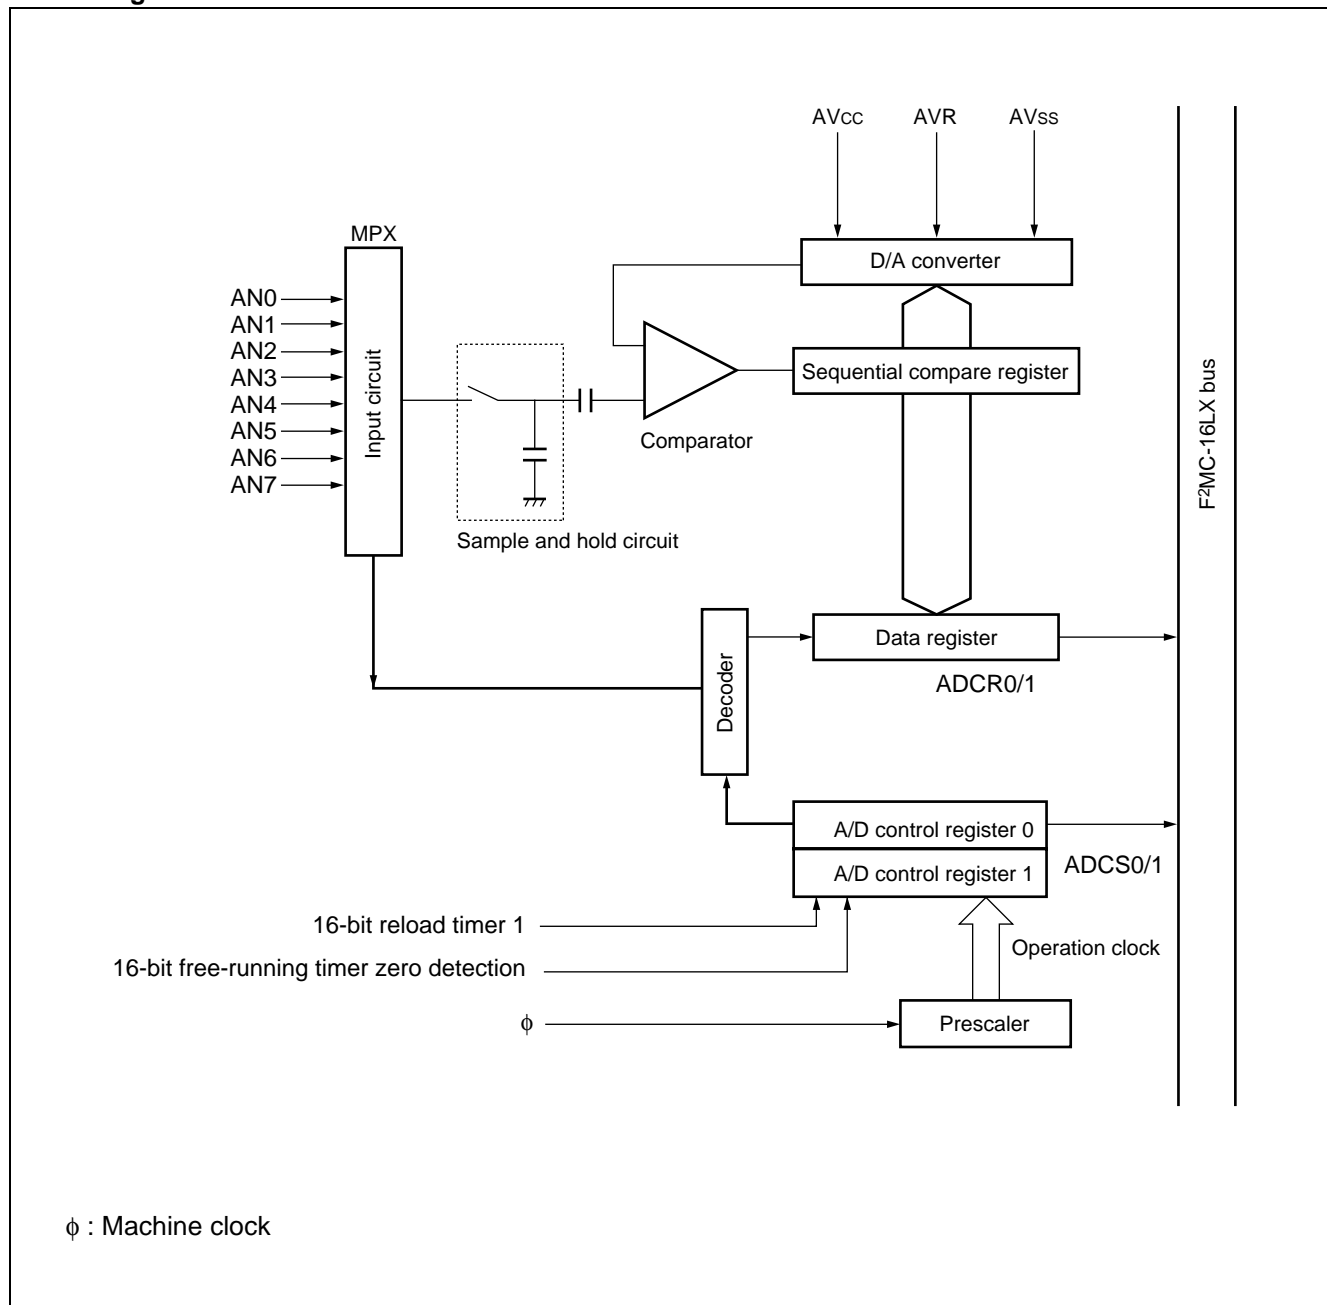 AVCC AVR AVSS
MPX
D/A converter
AN0
AN1
AN2
AN3
AN4
AN5
AN6
AN7
Input circuit
Sequential compare register
Comparator
F²MC-16LX bus
Sample and hold circuit
Decoder
Data register
ADCR0/1
A/D control register 0
A/D control register 1
ADCS0/1
16-bit reload timer 1
Operation clock
16-bit free-running timer zero detection
ϕ
Prescaler
ϕ : Machine clock